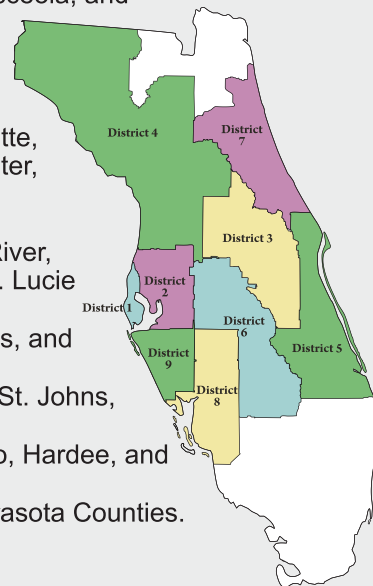 sceola, and
tte,
ter,
River,
. Lucie
s, and
St. Johns,
o, Hardee, and
rasota Counties.
District 4
District
7
District 3
District
2
District 1
District
6
District 5
District
9
District
8